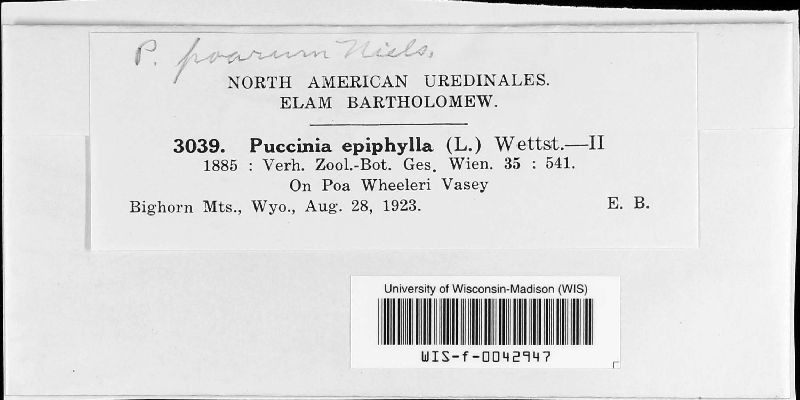 P. poarum Niels.
NORTH AMERICAN UREDINALES.
ELAM BARTHOLOMEW.
3039. Puccinia epiphylla (L.) Wettst.—II
1885 : Verh. Zool.-Bot. Ges. Wien. 35 : 541.
On Poa Wheeleri Vasey
Bighorn Mts., Wyo., Aug. 28, 1923. E. B.
University of Wisconsin-Madison (WIS)
WIS-f-0042947